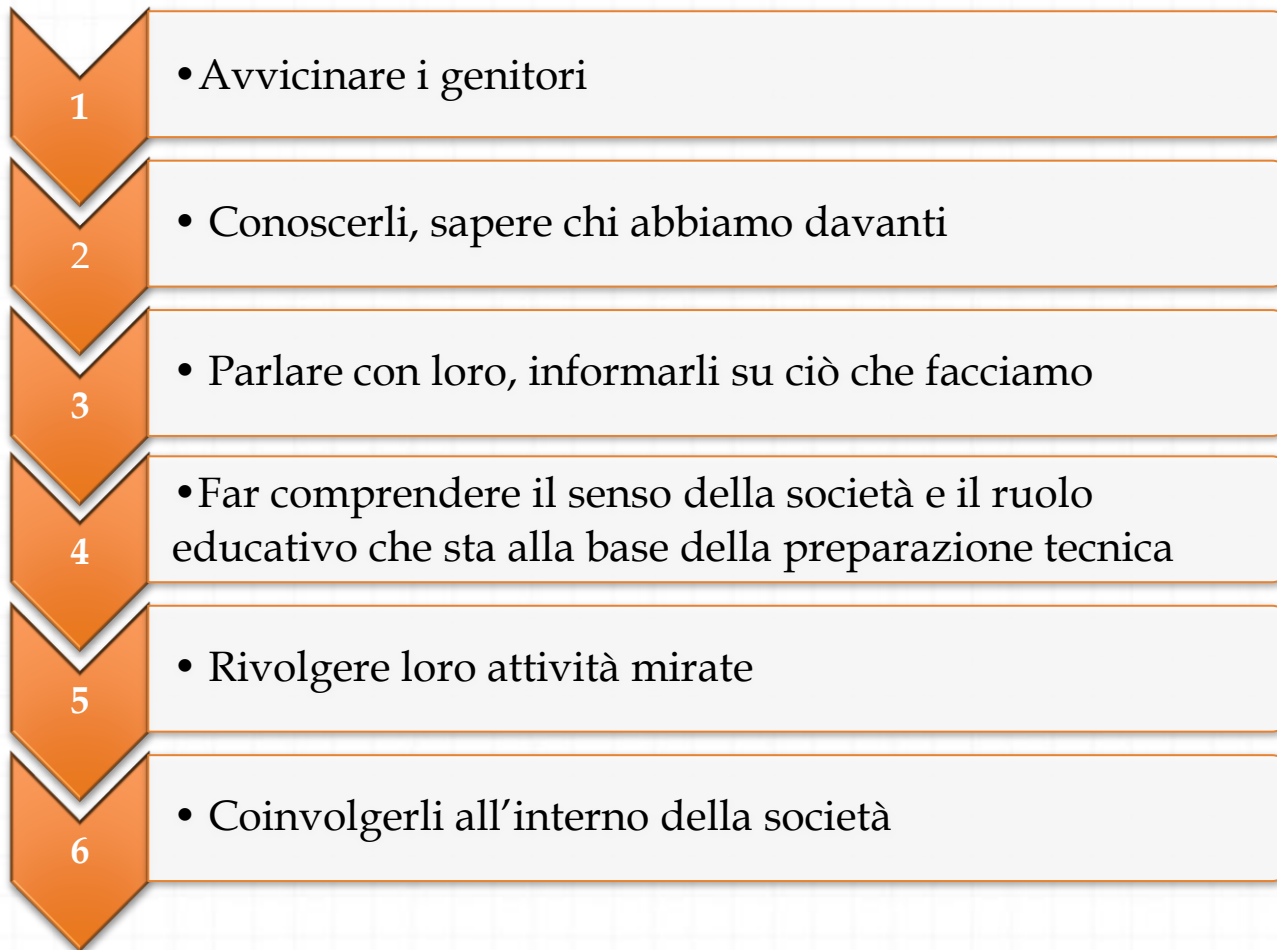 1
•Avvicinare i genitori
2
• Conoscerli, sapere chi abbiamo davanti
3
• Parlare con loro, informarli su ciò che facciamo
4
•Far comprendere il senso della società e il ruolo
educativo che sta alla base della preparazione tecnica
5
• Rivolgere loro attività mirate
6
• Coinvolgerli all’interno della società